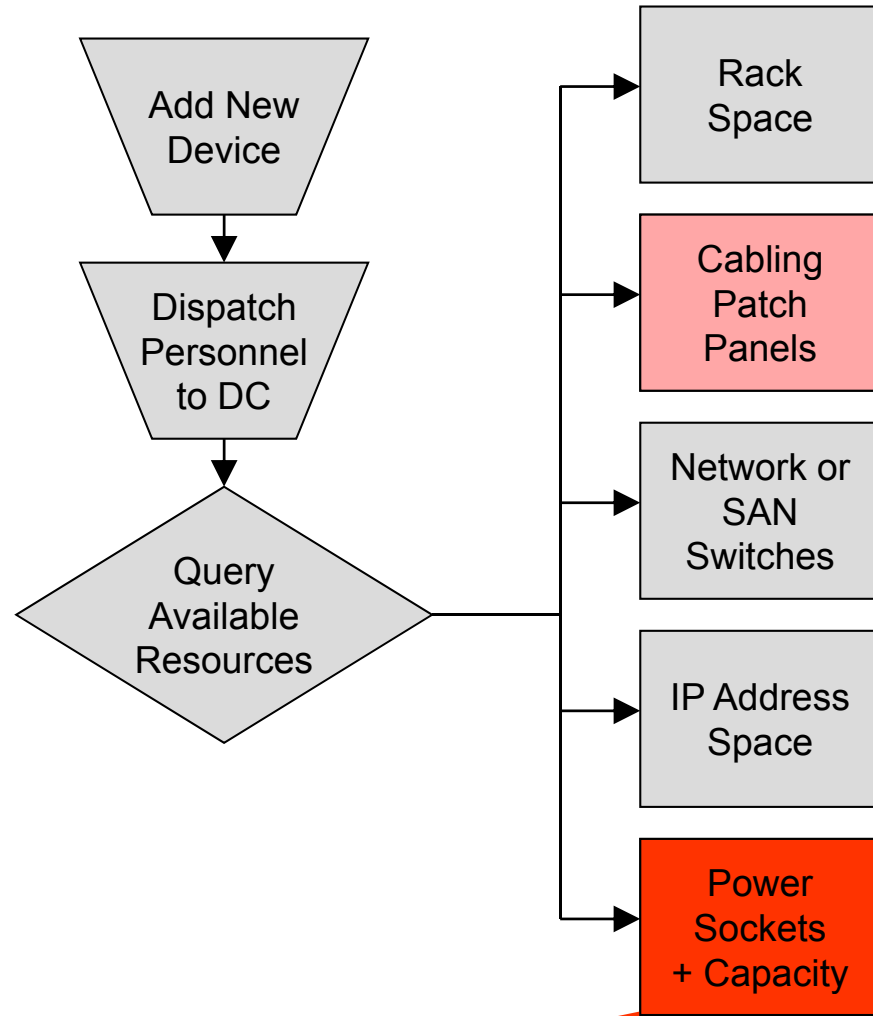 Add New
Device
Dispatch
Personnel
to DC
Query
Available
Resources
Rack
Space
Cabling
Patch
Panels
Network or
SAN
Switches
IP Address
Space
Power
Sockets
+ Capacity